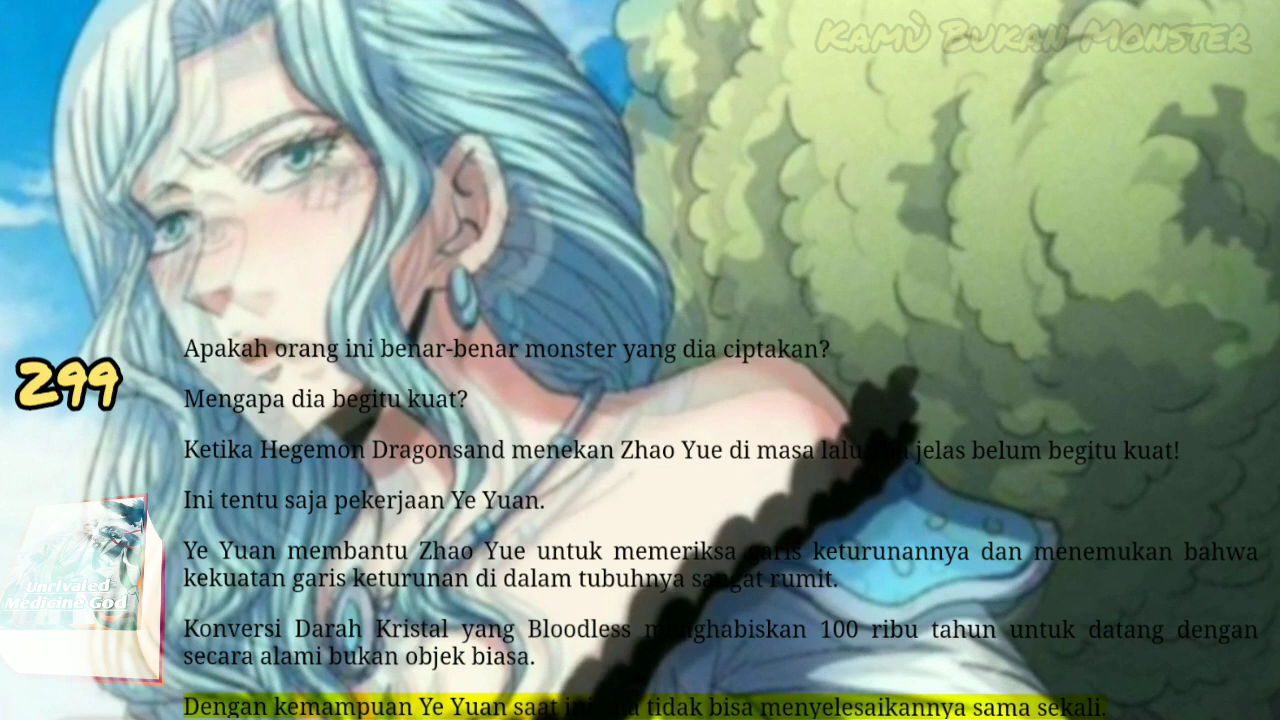 Kamù Bukan Monster
Apakah orang ini benar-benar monster yang dia ciptakan?
299
Mengapa dia begitu kuat?
Ketika Hegemon Dragonsand menekan Zhao Yue di masa lalu, dia jelas belum begitu kuat!
Ini tentu saja pekerjaan Ye Yuan.
Ye Yuan membantu Zhao Yue untuk memeriksa garis keturunannya dan menemukan bahwa
kekuatan garis keturunan di dalam tubuhnya sangat rumit.
Unrivaled
Medicine God
Konversi Darah Kristal yang Bloodless menghabiskan 100 ribu tahun untuk datang dengan
secara alami bukan objek biasa.
Dengan kemampuan Ye Yuan saat ini, dia tidak bisa menyelesaikannya sama sekali.